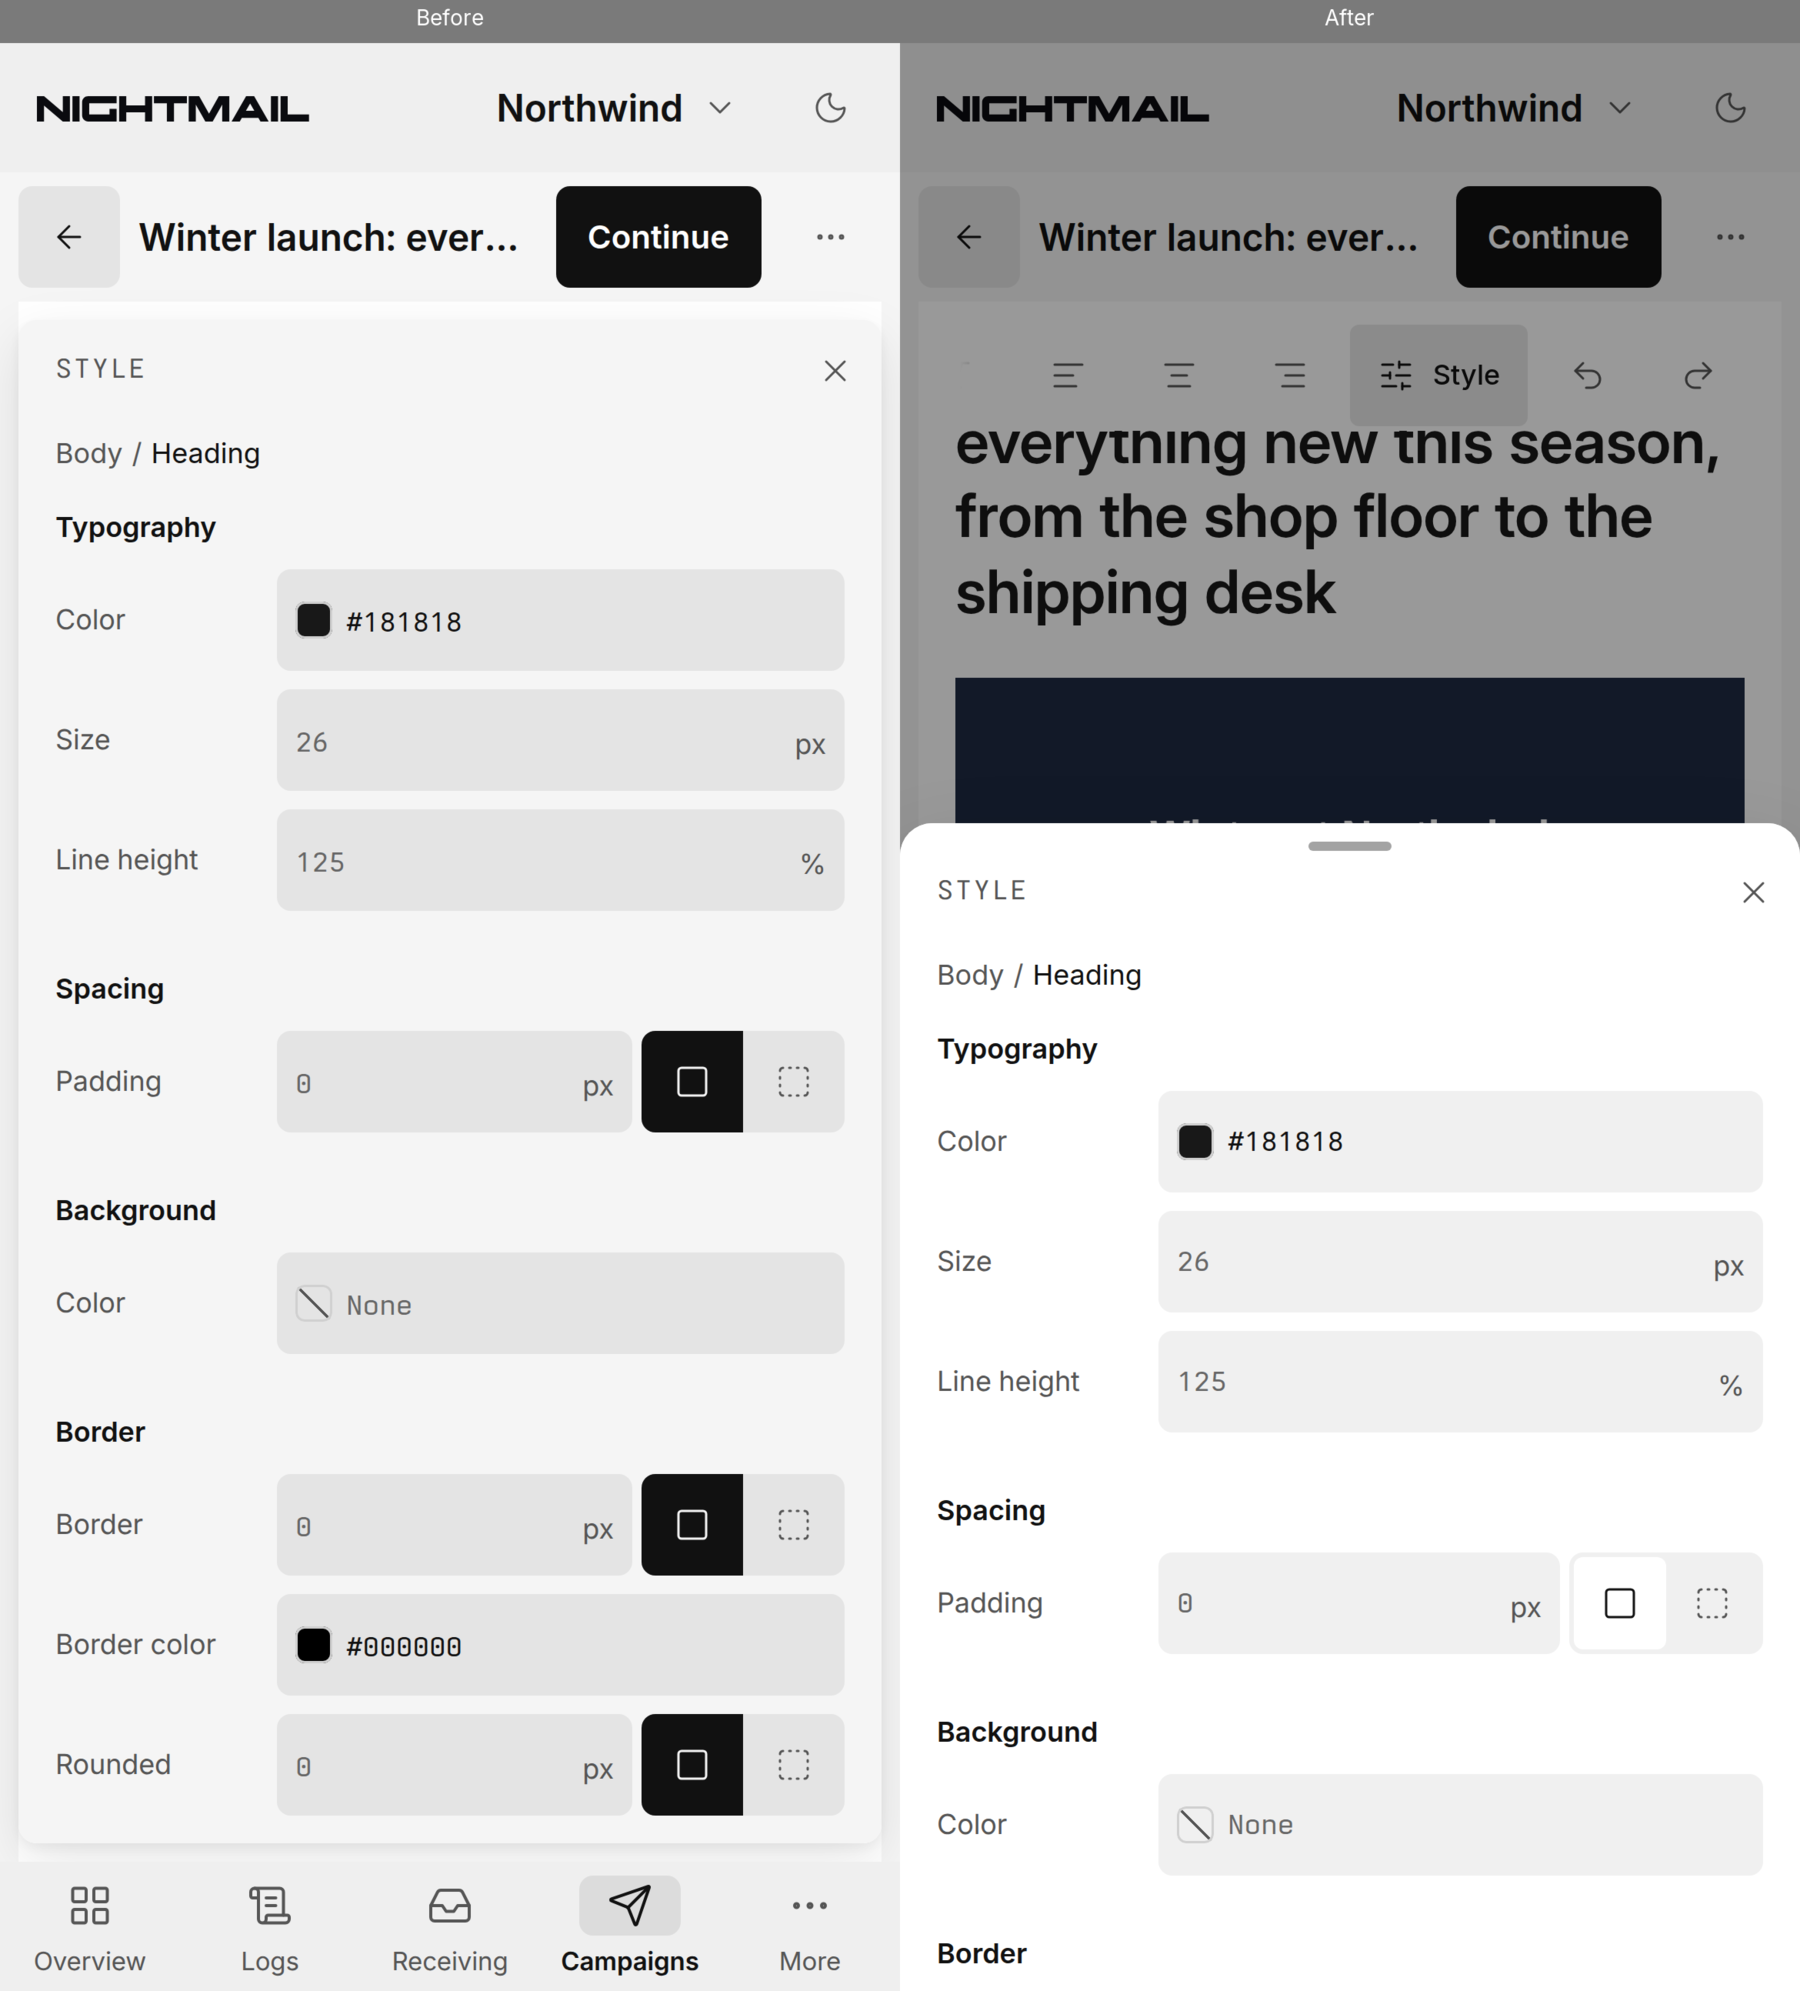 Before
NIGHTMAIL
Northwind
Winter launch: ever...
Continue
STYLE
Body / Heading
Typography
Color
#181818
Size
26
px
Line height
125
%
Spacing
Padding
0
px
Background
Color
None
Border
Border
0
px
Border color
#000000
Rounded
0
px
Overview
Logs
Receiving
Campaigns
More
After
NIGHTMAIL
Northwind
Winter launch: ever...
Continue
Style
everything new this season,
from the shop floor to the
shipping desk
STYLE
Body / Heading
Typography
Color
#181818
Size
26
px
Line height
125
%
Spacing
Padding
0
px
Background
Color
None
Border